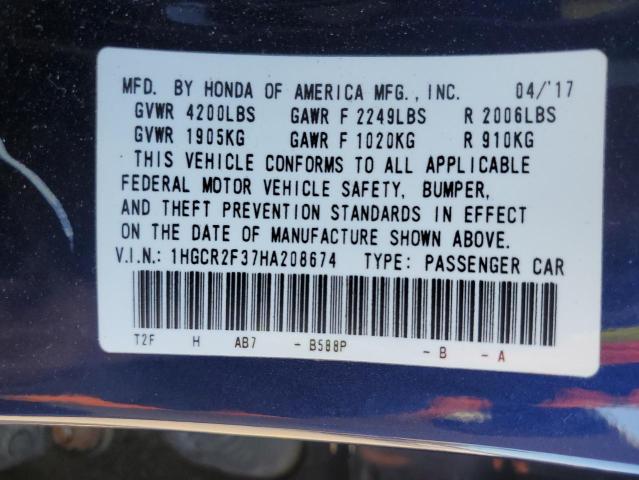 MFD. BY HONDA OF AMERICA MFG., INC. 04/'17
GVWR 4200LBS GAWR F 2249LBS R 2006LBS
GVWR 1905KG GAWR F 1020KG R 910KG
THIS VEHICLE CONFORMS TO ALL APPLICABLE
FEDERAL MOTOR VEHICLE SAFETY, BUMPER,
AND THEFT PREVENTION STANDARDS IN EFFECT
ON THE DATE OF MANUFACTURE SHOWN ABOVE.
V.I.N.: 1HGCR2F37HA208674 TYPE: PASSENGER CAR
T2F H AB7 - B588P - B - A